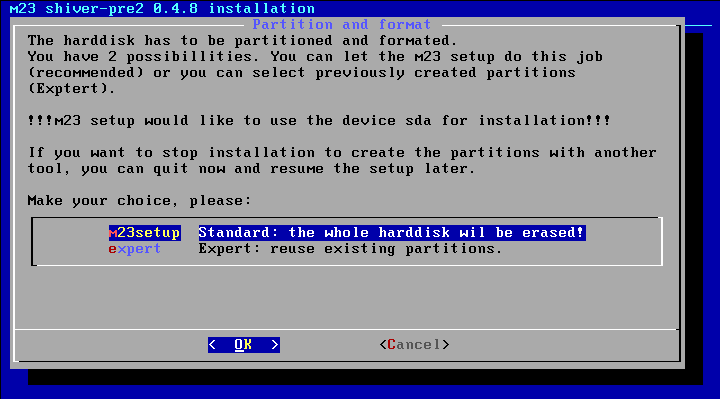 m23 shiver-pre2 0.4.8 installation
Partition and format
The harddisk has to be partitioned and formated.
You have 2 possibillities. You can let the m23 setup do this job
(recommended) or you can select previously created partitions
(Exptert).
!!!m23 setup would like to use the device sda for installation!!!
If you want to stop installation to create the partitions with another
tool, you can quit now and resume the setup later.
Make your choice, please:
m23setup Standard: the whole harddisk wil be erased!
expert Expert: reuse existing partitions.
< OK > <Cancel>